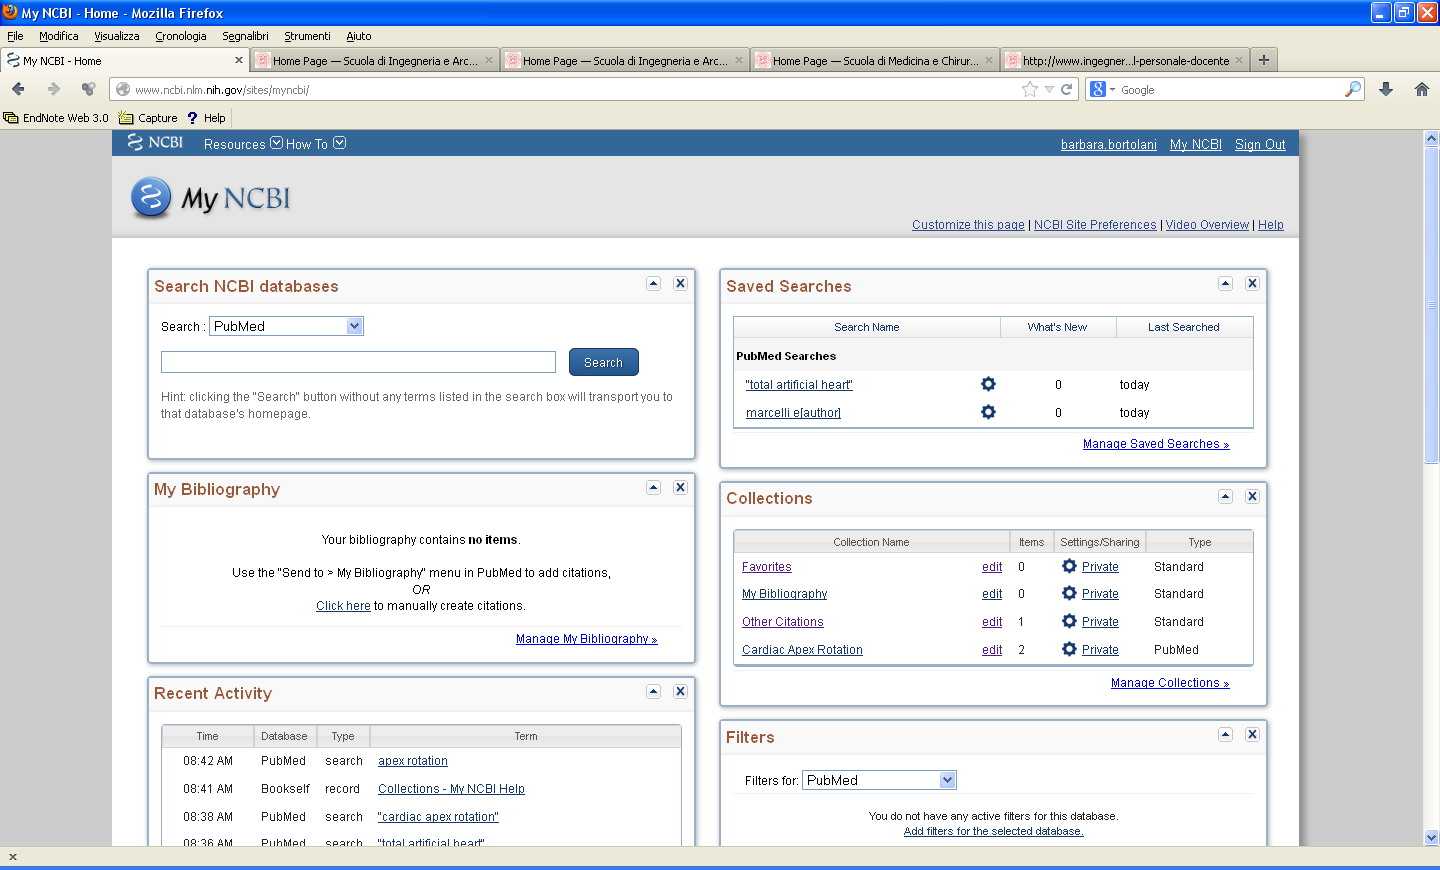 My NCBI - Home - Mozilla Firefox
File Modifica Visualizza Cronologia Segnalibri Strumenti Aiuto
My NCBI - Home
Home Page — Scuola di Ingegneria e Arc...
Home Page — Scuola di Ingegneria e Arc...
Home Page — Scuola di Medicina e Chirur...
http://www.ingegner...l-personale-docente
www.ncbi.nlm.nih.gov/sites/myncbi/
Google
EndNote Web 3.0 Capture Help
NCBI Resources How To
barbara.bortolani My NCBI Sign Out
My NCBI
Customize this page | NCBI Site Preferences | Video Overview | Help
Search NCBI databases
Search : PubMed
Search
Hint: clicking the "Search" button without any terms listed in the search box will transport you to
that database's homepage.
My Bibliography
Your bibliography contains no items.
Use the "Send to > My Bibliography" menu in PubMed to add citations,
OR
Click here to manually create citations.
Manage My Bibliography »
Recent Activity
Time Database Type Term
08:42 AM PubMed search apex rotation
08:41 AM Bookself record Collections - My NCBI Help
08:38 AM PubMed search "cardiac apex rotation"
08:36 AM PubMed search "total artificial heart"
Saved Searches
Search Name What's New Last Searched
PubMed Searches
"total artificial heart" 0 today
marcelli e[author] 0 today
Manage Saved Searches »
Collections
Collection Name Items Settings/Sharing Type
Favorites edit 0 Private Standard
My Bibliography edit 0 Private Standard
Other Citations edit 1 Private Standard
Cardiac Apex Rotation edit 2 Private PubMed
Manage Collections »
Filters
Filters for: PubMed
You do not have any active filters for this database.
Add filters for the selected database.